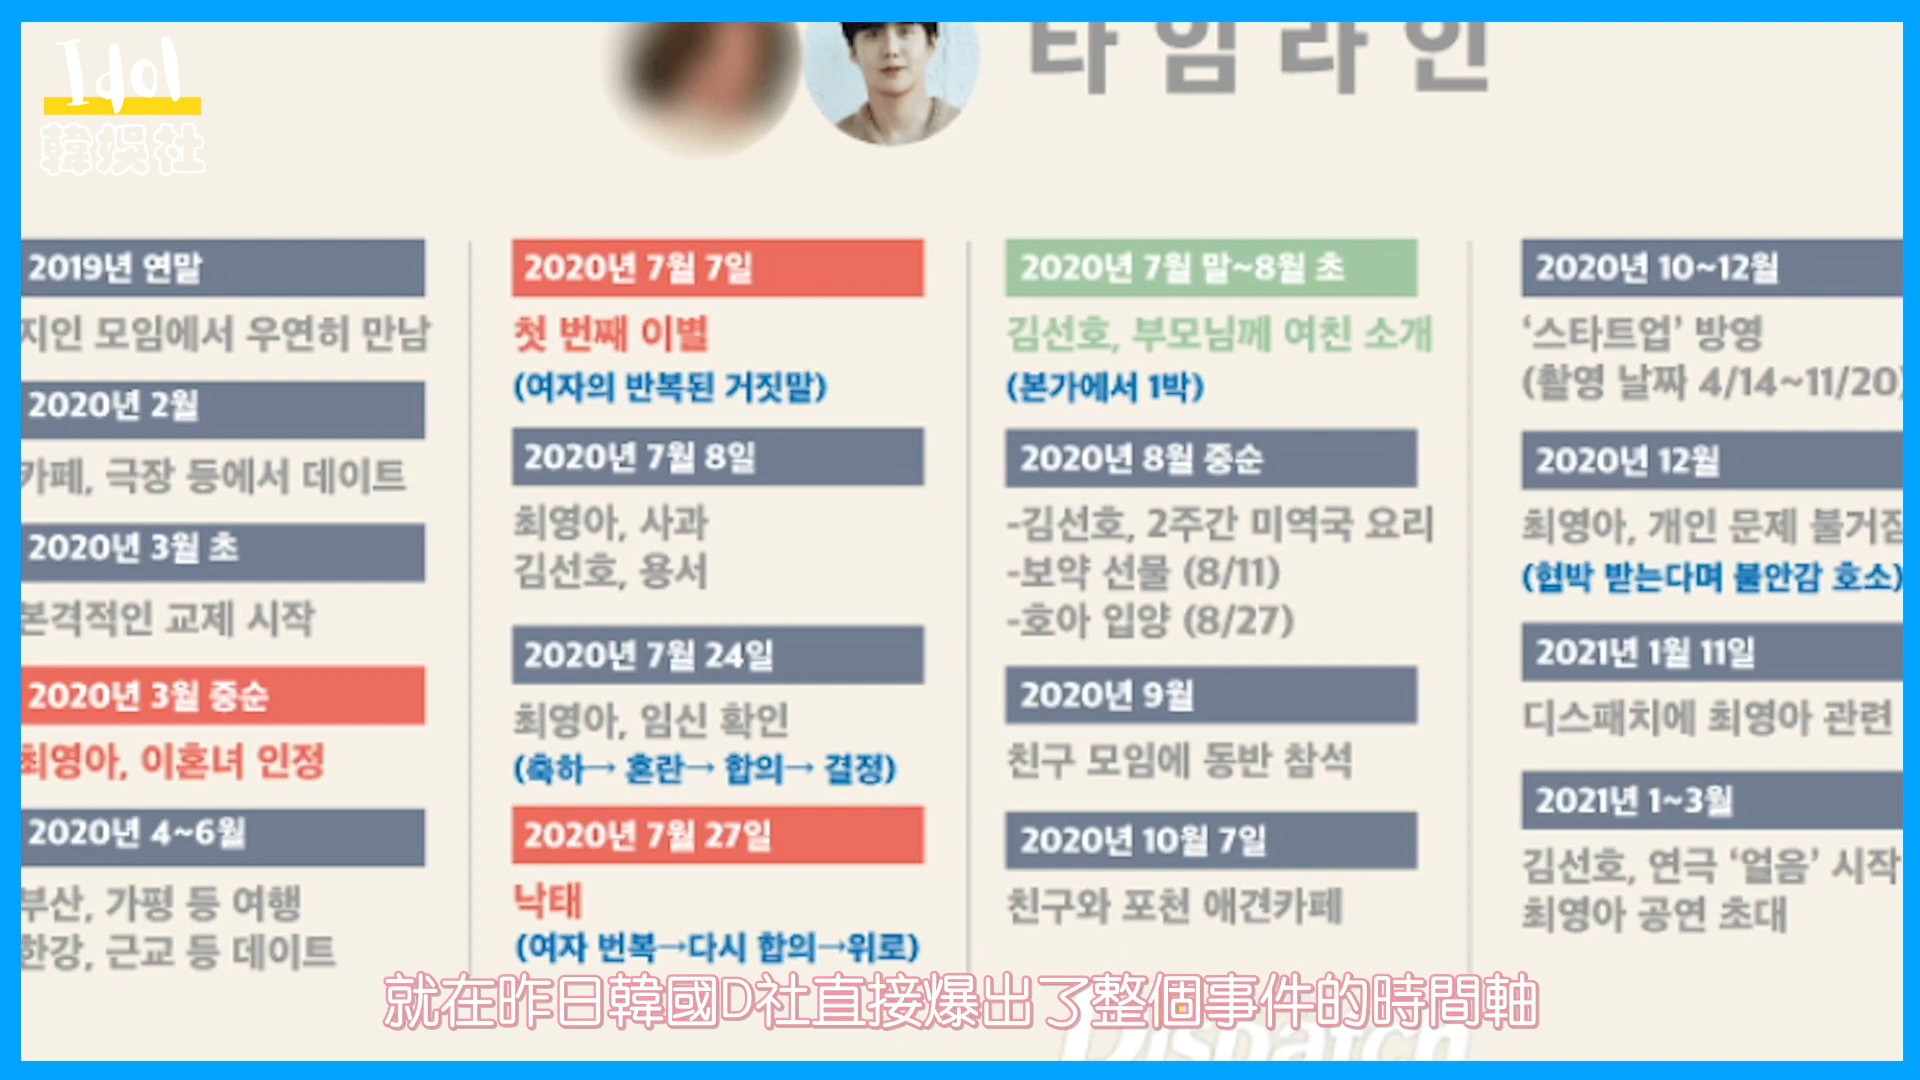 Idol
韓娱社
타임라인
2019년 연말
지인 모임에서 우연히 만남
2020년 2월
카페, 극장 등에서 데이트
2020년 3월 초
본격적인 교제 시작
2020년 3월 중순
최영아, 이혼녀 인정
2020년 4~6월
부산, 가평 등 여행
한강, 근교 등 데이트
2020년 7월 7일
첫 번째 이별
(여자의 반복된 거짓말)
2020년 7월 8일
최영아, 사과
김선호, 용서
2020년 7월 24일
최영아, 임신 확인
(축하→ 혼란→ 합의→ 결정)
2020년 7월 27일
낙태
(여자 번복→다시 합의→위로)
2020년 7월 말~8월 초
김선호, 부모님께 여친 소개
(본가에서 1박)
2020년 8월 중순
-김선호, 2주간 미역국 요리
-보약 선물 (8/11)
-호아 입양 (8/27)
2020년 9월
친구 모임에 동반 참석
2020년 10월 7일
친구와 포천 애견카페
2020년 10~12월
‘스타트업’ 방영
(촬영 날짜 4/14~11/20)
2020년 12월
최영아, 개인 문제 불거짐
(협박 받는다며 불안감 호소)
2021년 1월 11일
디스패치에 최영아 관련
2021년 1~3월
김선호, 연극 ‘얼음’ 시작
최영아 공연 초대
就在昨日韓國D社直接爆出了整個事件的時間軸
Dispatch